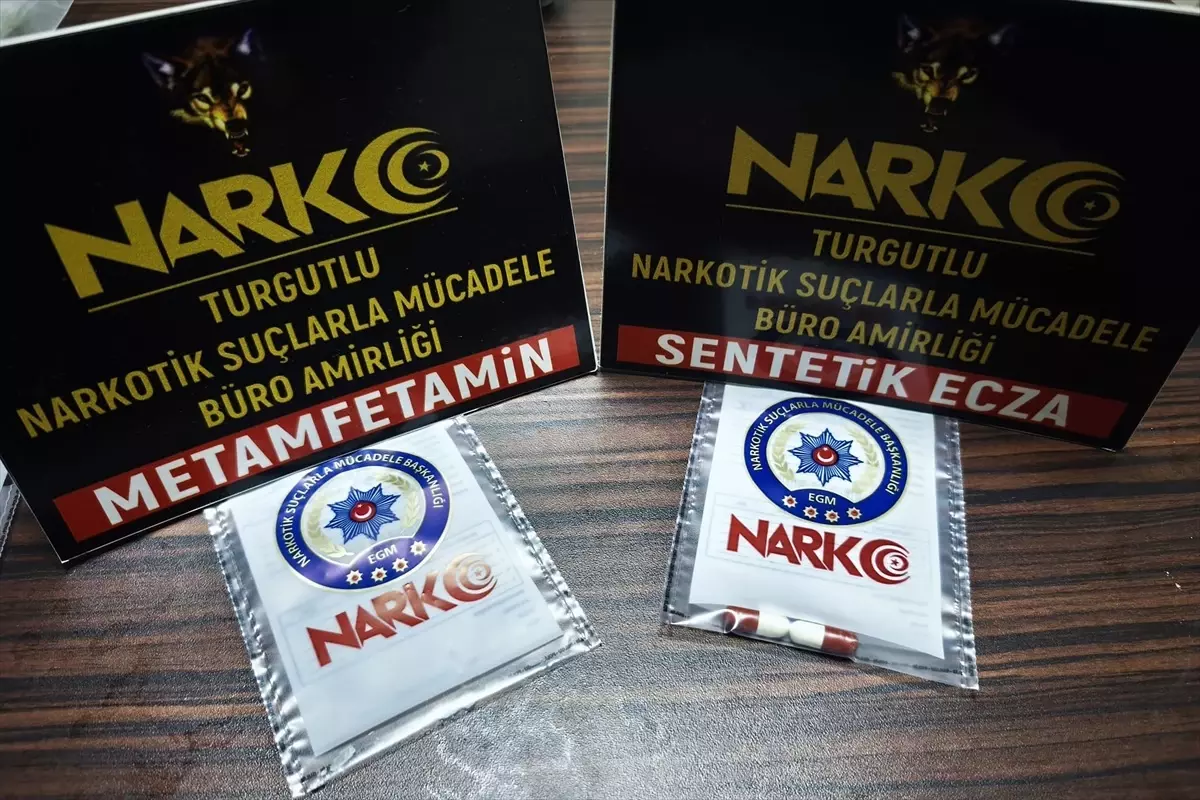 NARKO
TURGUTLU
NARKOTİK SUÇLARLA MÜCADELE
BÜRO AMİRLİĞİ
METAMFETAMİN
NARKOTİK SUÇLARLA MÜCADELE BAŞKANLIĞI
EGM
NARKO
NARKO
TURGUTLU
NARKOTİK SUÇLARLA MÜCADELE
BÜRO AMİRLİĞİ
SENTETİK ECZA
NARKOTİK SUÇLARLA MÜCADELE BAŞKANLIĞI
EGM
NARKO